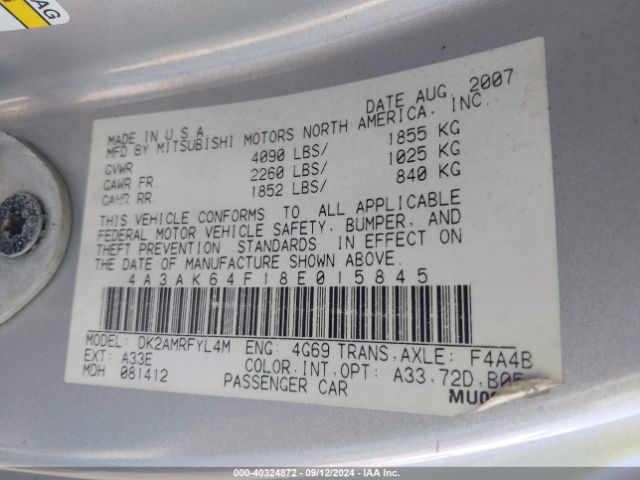 AG
DATE AUG 2007
MADE IN U.S.A.
MFD BY MITSUBISHI MOTORS NORTH AMERICA, INC.
GVWR 4090 LBS/ 1855 KG
GAWR FR. 2260 LBS/ 1025 KG
GAWR RR. 1852 LBS/ 840 KG
THIS VEHICLE CONFORMS TO ALL APPLICABLE
FEDERAL MOTOR VEHICLE SAFETY, BUMPER, AND
THEFT PREVENTION STANDARDS IN EFFECT ON
THE DATE OF MANUFACTURE SHOWN ABOVE.
4A3AK64F18E015845
MODEL: DK2AMRFYL4M ENG: 4G69 TRANS,AXLE: F4A4B
EXT: A33E COLOR,INT,OPT: A33,72D,B05
MDH 081412 PASSENGER CAR
000-40324872 - 09/12/2024 - IAA Inc.